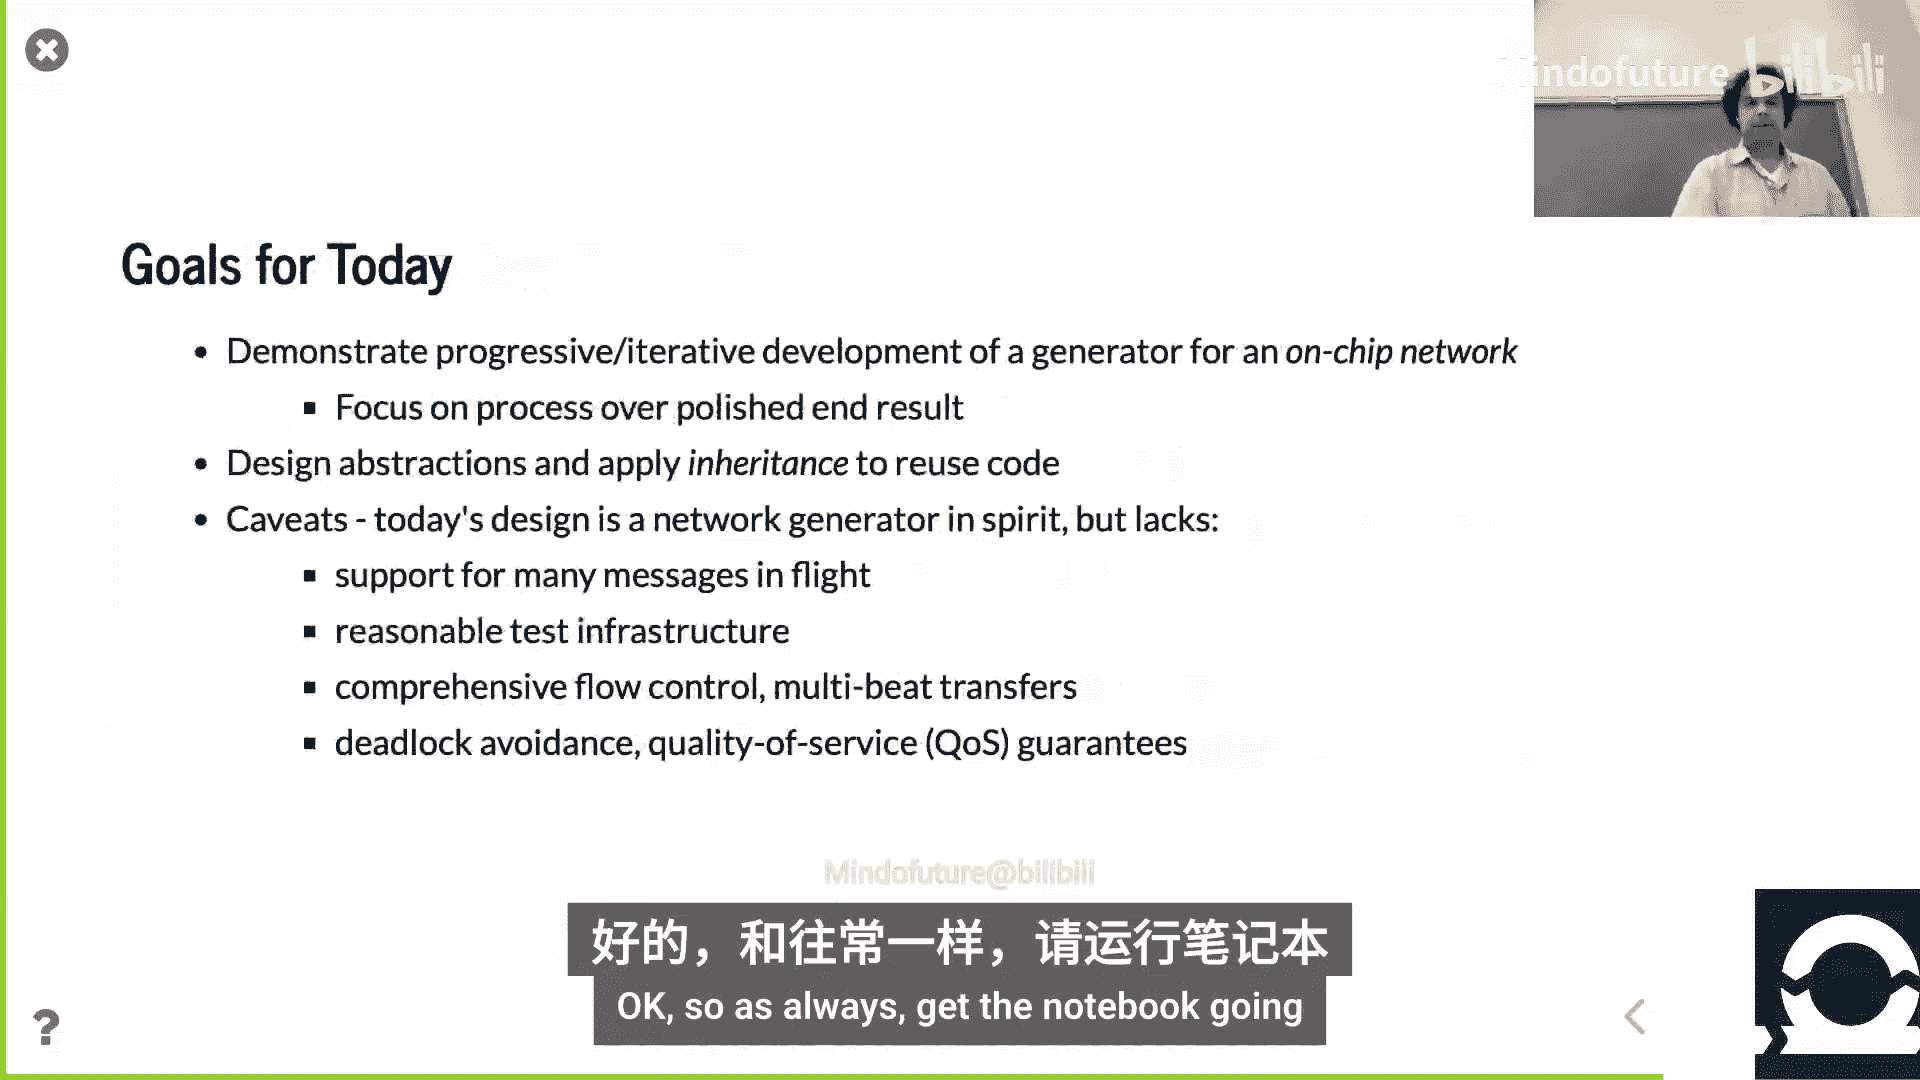 indofuture bilibili
Goals for Today
• Demonstrate progressive/iterative development of a generator for an on-chip network
▪ Focus on process over polished end result
• Design abstractions and apply inheritance to reuse code
• Caveats - today's design is a network generator in spirit, but lacks:
▪ support for many messages in flight
▪ reasonable test infrastructure
▪ comprehensive flow control, multi-beat transfers
▪ deadlock avoidance, quality-of-service (QoS) guarantees
Mindofuture@bilibili
好的，和往常一样，请运行笔记本
OK, so as always, get the notebook going
?